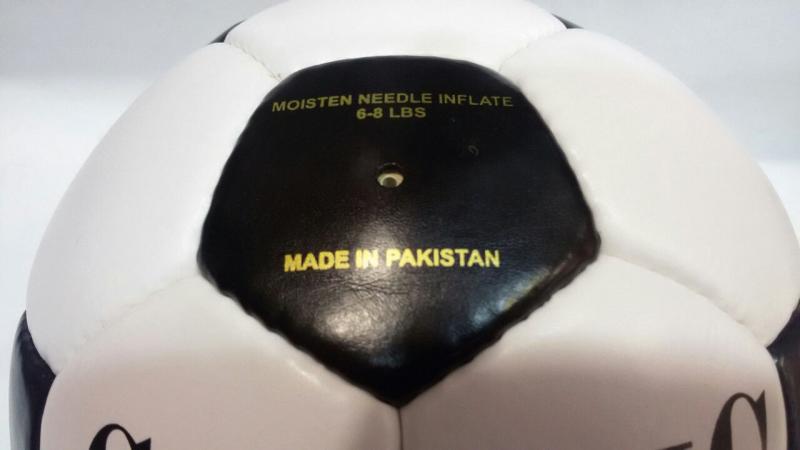 MOISTEN NEEDLE INFLATE
6-8 LBS
MADE IN PAKISTAN